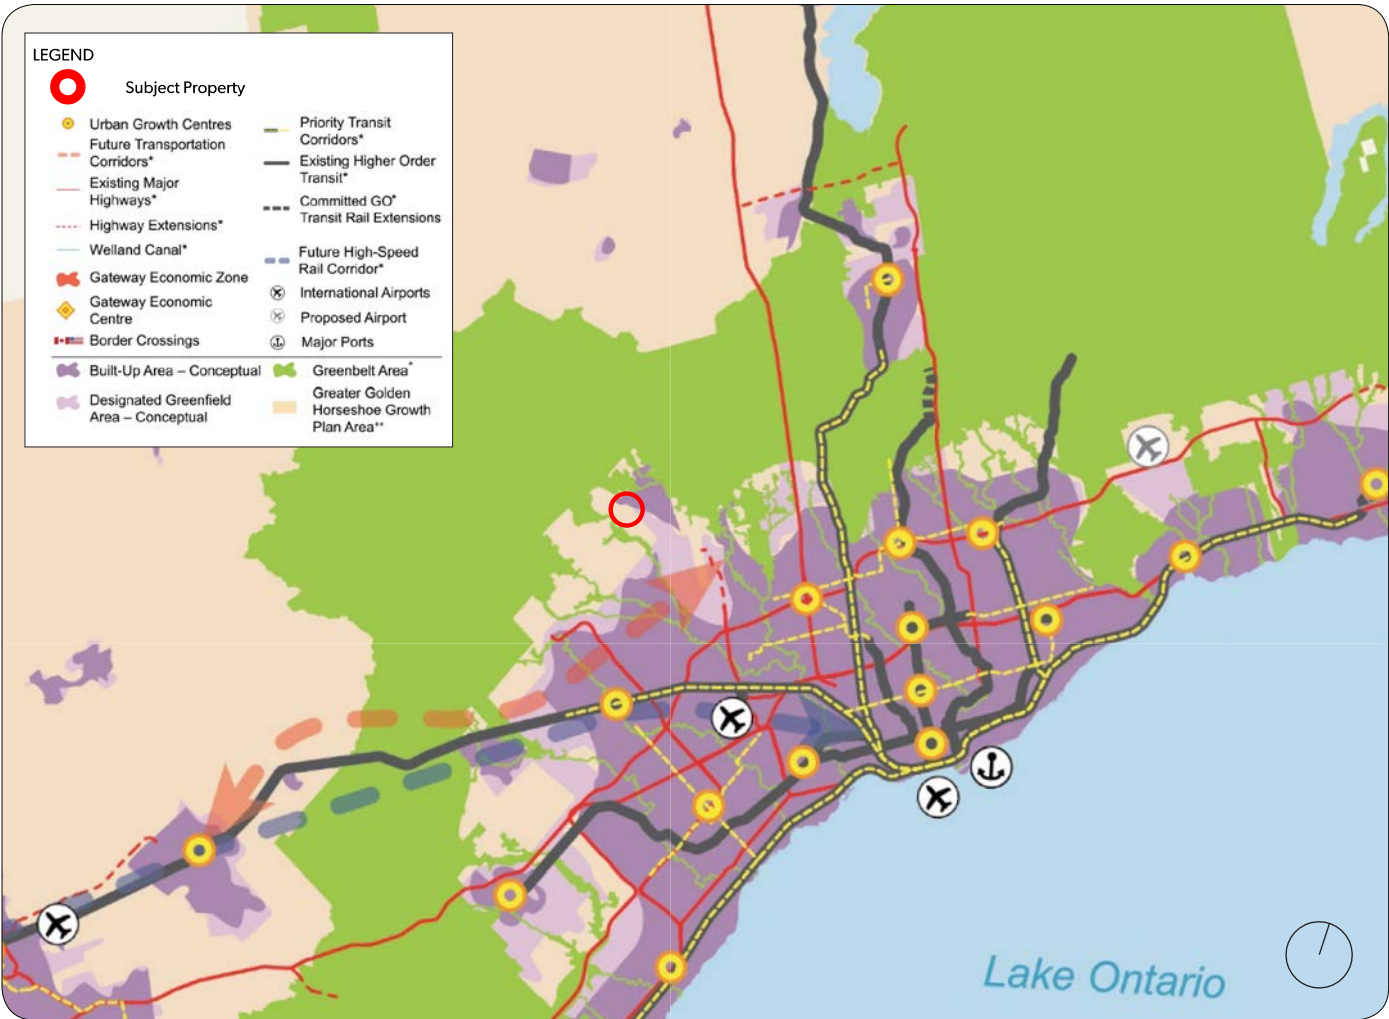 LEGEND
Subject Property
Urban Growth Centres
Future Transportation
Corridors*
Existing Major
Highways*
Highway Extensions*
Welland Canal*
Gateway Economic Zone
Gateway Economic
Centre
Border Crossings
Priority Transit
Corridors*
Existing Higher Order
Transit*
Committed GO*
Transit Rail Extensions
Future High-Speed
Rail Corridor*
International Airports
Proposed Airport
Major Ports
Built-Up Area – Conceptual
Designated Greenfield
Area – Conceptual
Greenbelt Area*
Greater Golden
Horseshoe Growth
Plan Area**
Lake Ontario